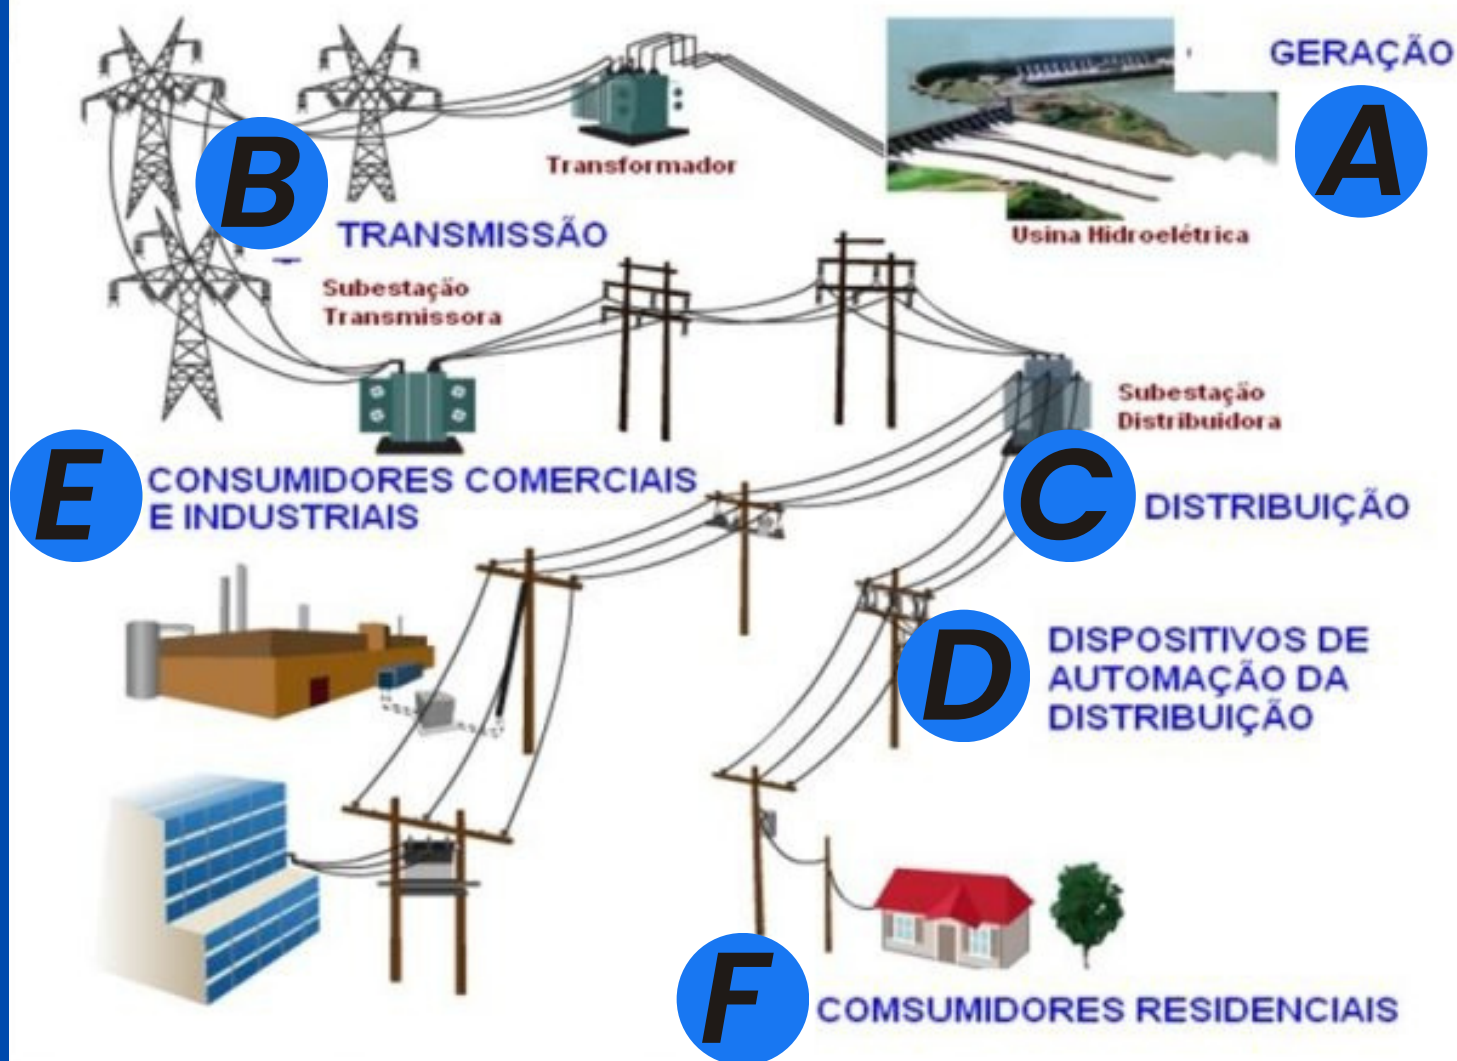 GERAÇÃO
A
Usina Hidroelétrica
Transformador
B
TRANSMISSÃO
Subestação
Transmissora
Subestação
Distribuidora
C
DISTRIBUIÇÃO
E
CONSUMIDORES COMERCIAIS
E INDUSTRIAIS
D
DISPOSITIVOS DE
AUTOMAÇÃO DA
DISTRIBUIÇÃO
F
COMSUMIDORES RESIDENCIAIS